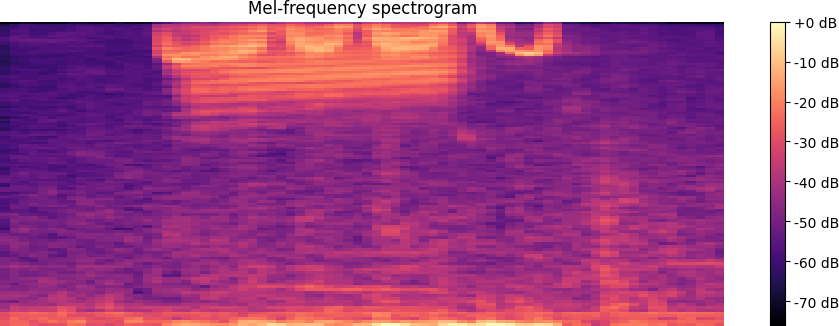 Mel-frequency spectrogram
+0 dB
-10 dB
-20 dB
-30 dB
-40 dB
-50 dB
-60 dB
-70 dB